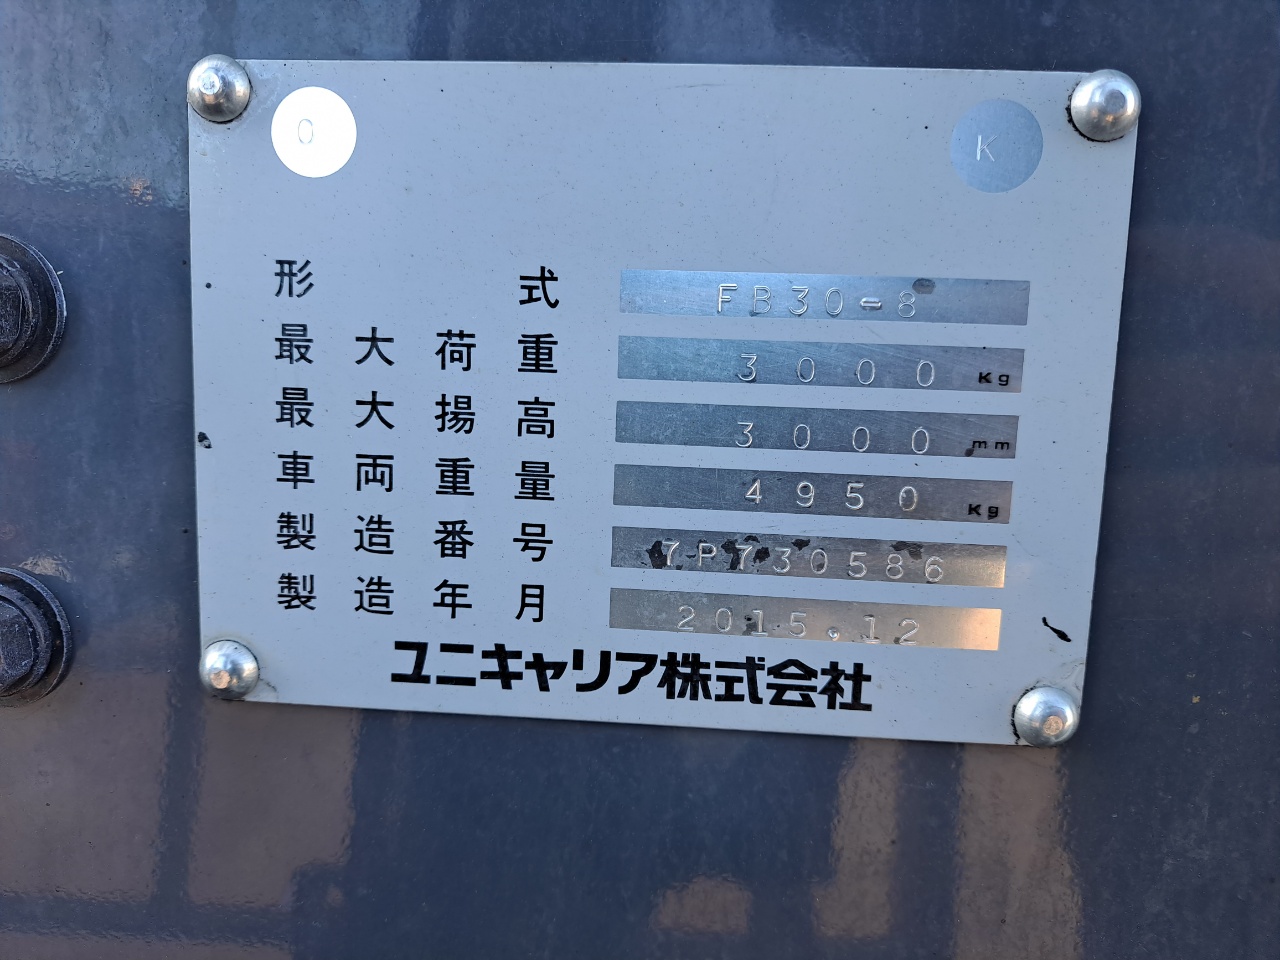 O K
形式 FB30-8
最大荷重 3000 Kg
最大揚高 3000 mm
車両重量 4950 Kg
製造番号 7P730586
製造年月 2015.12
ユニキャリア株式会社